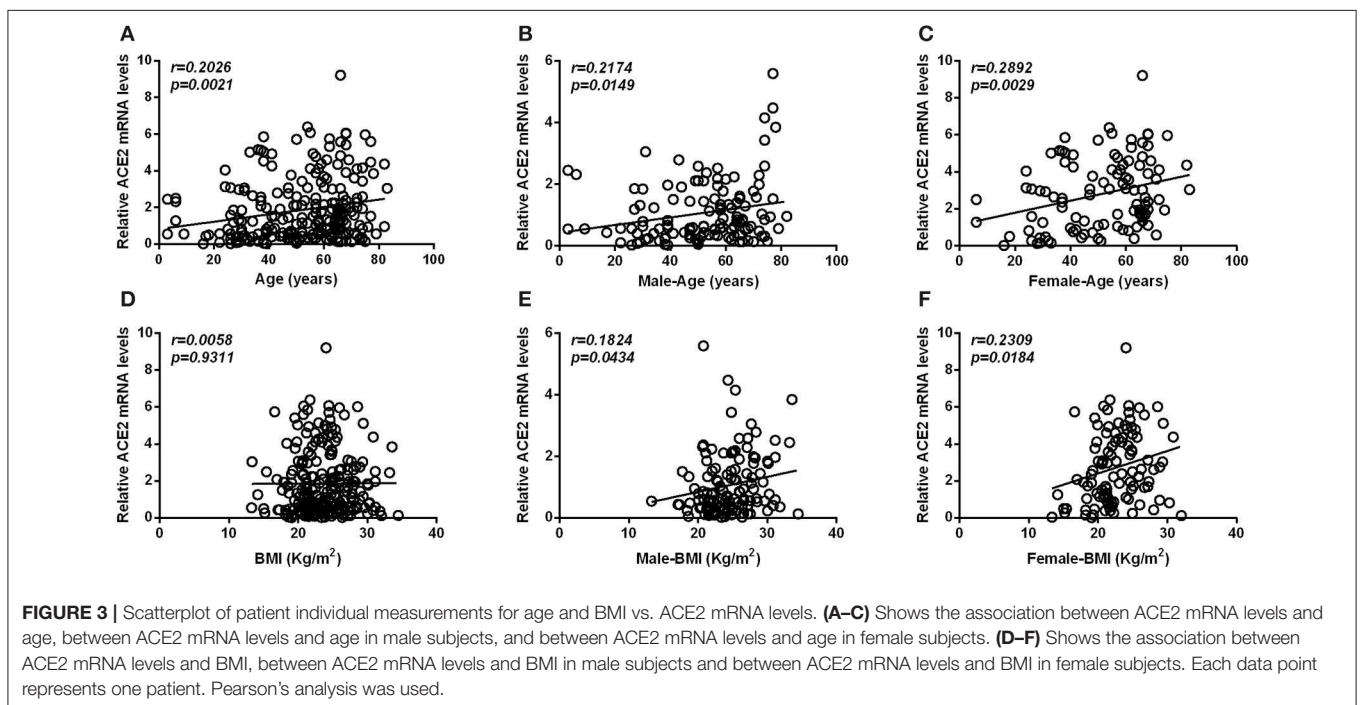 A
r=0.2026
p=0.0021
Relative ACE2 mRNA levels
10
8
6
4
2
0
0 20 40 60 80 100
Age (years)
B
r=0.2174
p=0.0149
Relative ACE2 mRNA levels
6
4
2
0
0 20 40 60 80 100
Male-Age (years)
C
r=0.2892
p=0.0029
Relative ACE2 mRNA levels
10
8
6
4
2
0
0 20 40 60 80 100
Female-Age (years)
D
r=0.0058
p=0.9311
Relative ACE2 mRNA levels
10
8
6
4
2
0
0 10 20 30 40
BMI (Kg/m²)
E
r=0.1824
p=0.0434
Relative ACE2 mRNA levels
6
4
2
0
0 10 20 30 40
Male-BMI (Kg/m²)
F
r=0.2309
p=0.0184
Relative ACE2 mRNA levels
10
8
6
4
2
0
0 10 20 30 40
Female-BMI (Kg/m²)
FIGURE 3 | Scatterplot of patient individual measurements for age and BMI vs. ACE2 mRNA levels. (A–C) Shows the association between ACE2 mRNA levels and
age, between ACE2 mRNA levels and age in male subjects, and between ACE2 mRNA levels and age in female subjects. (D–F) Shows the association between
ACE2 mRNA levels and BMI, between ACE2 mRNA levels and BMI in male subjects and between ACE2 mRNA levels and BMI in female subjects. Each data point
represents one patient. Pearson's analysis was used.